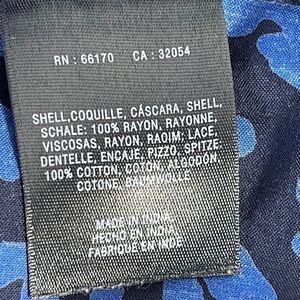 RN : 66170 CA : 32054
SHELL,COQUILLE, CÁSCARA, SHELL,
SCHALE: 100% RAYON, RAYONNE,
VISCOSAS, RAYON, RAOIM; LACE,
DENTELLE, ENCAJE, PIZZO, SPITZE:
100% COTTON, COTON, ALGODÓN,
COTONE, BAUMWOLLE
MADE IN INDIA,
HECHO EN INDIA,
FABRIQUÉ EN INDE